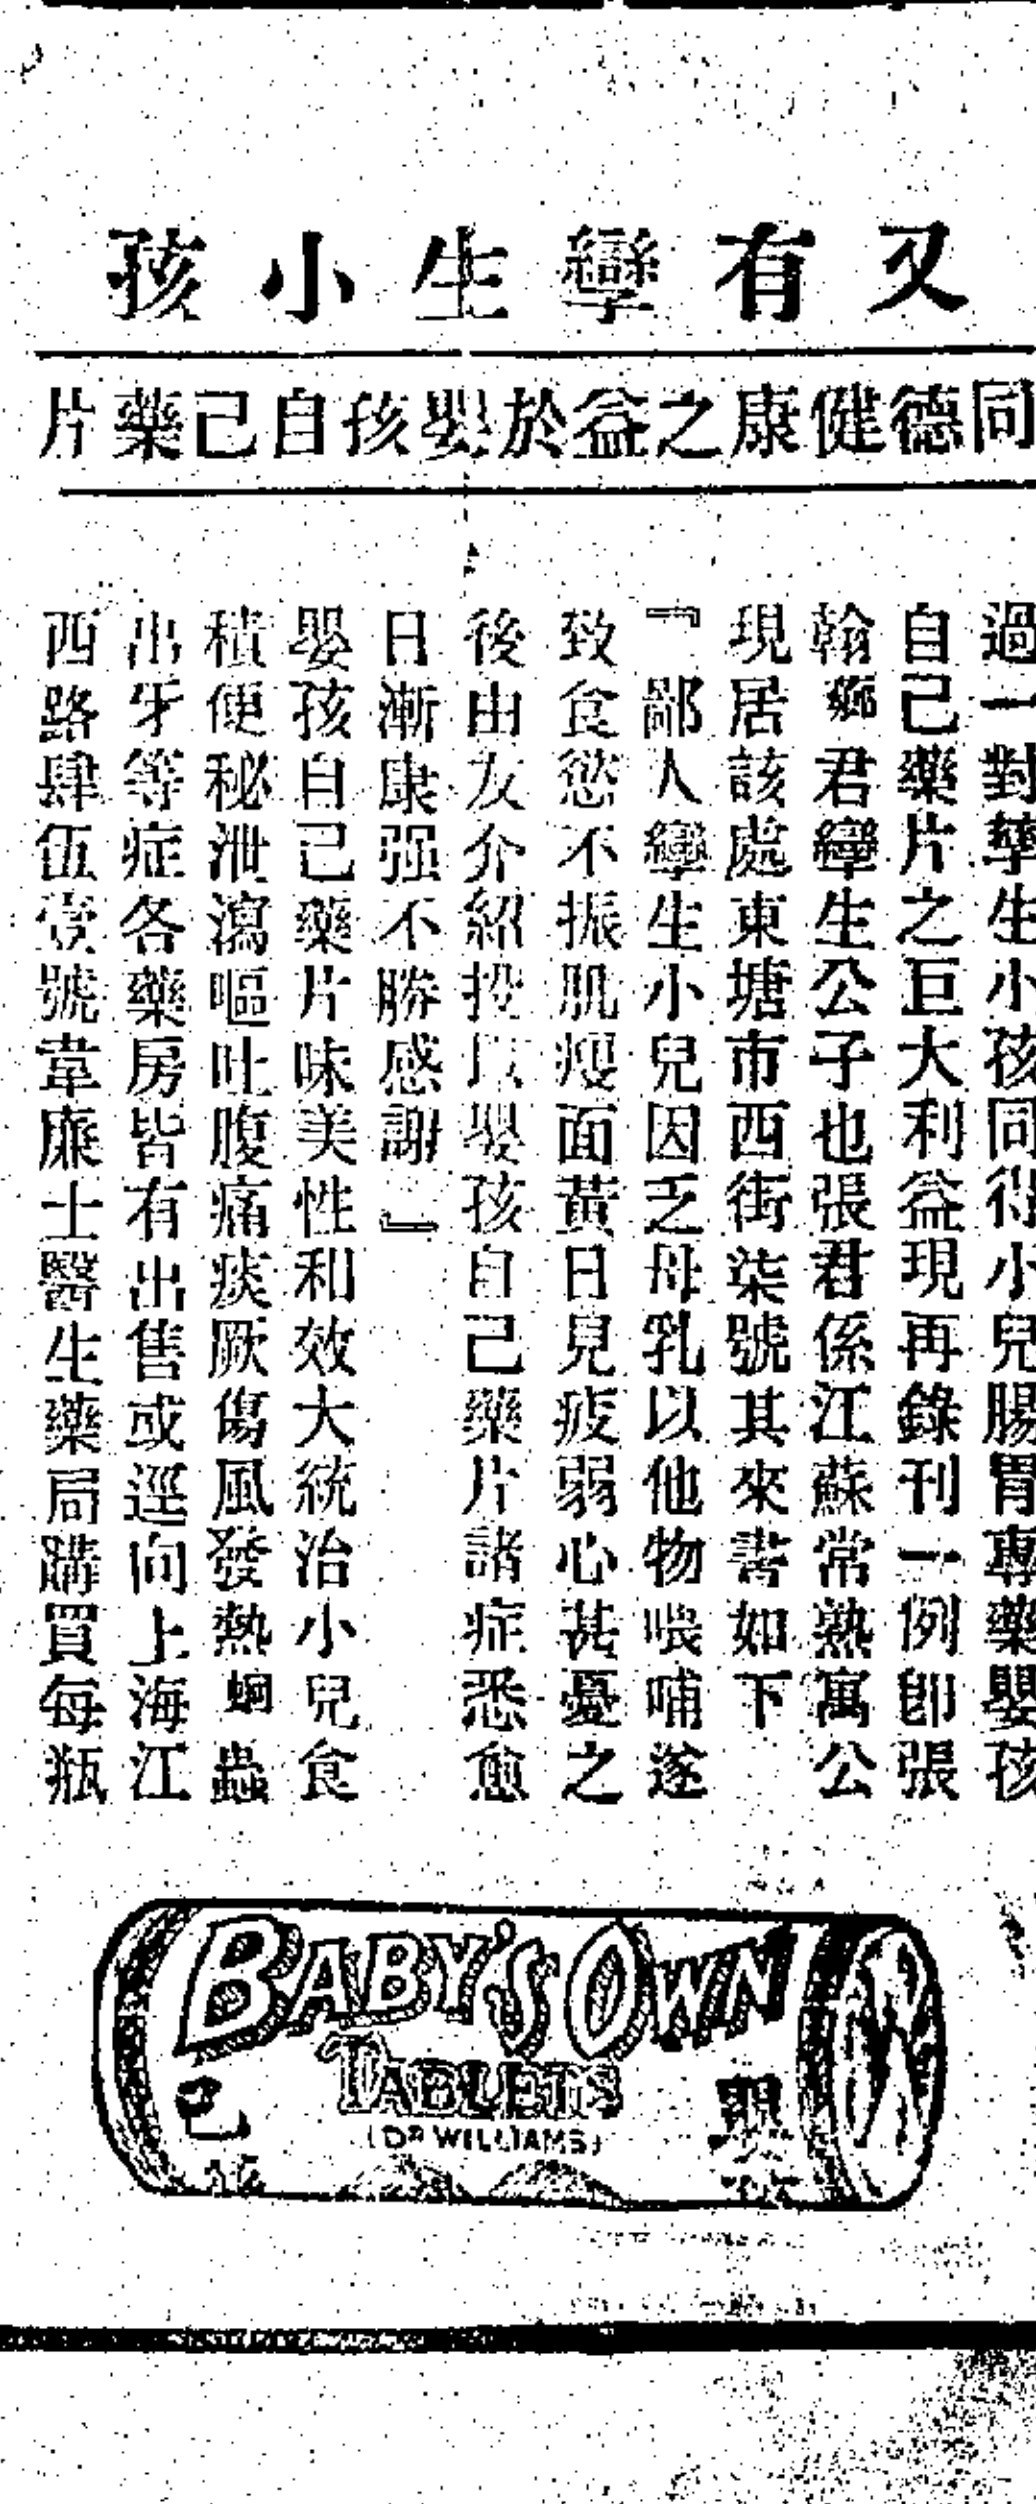 又有孿生小孩
同德健康之益於嬰孩自己藥片
過一對孿生小孩同得小兒腸胃專藥嬰孩
自己藥片之巨大利益現再錄刊一例卽張
翰鄉君孿生公子也張君係江蘇常熟寓公
現居該處東塘市西街柒號其來書如下
『鄙人孿生小兒因乏母乳以他物喂哺遂
致食慾不振肌瘦面黃日見疲弱心甚憂之
後由友介紹投以嬰孩自己藥片諸症悉愈
日漸康强不勝感謝』
嬰孩自己藥片味美性和效大統治小兒食
積便秘泄瀉嘔吐腹痛痰厥傷風發熱蛔蟲
出牙等症各藥房皆有出售或逕向上海江
西路肆伍壹號韋廉士醫生藥局購買每瓶
BABY'S OWN
TABLETS
(DR WILLIAMS)
己 嬰